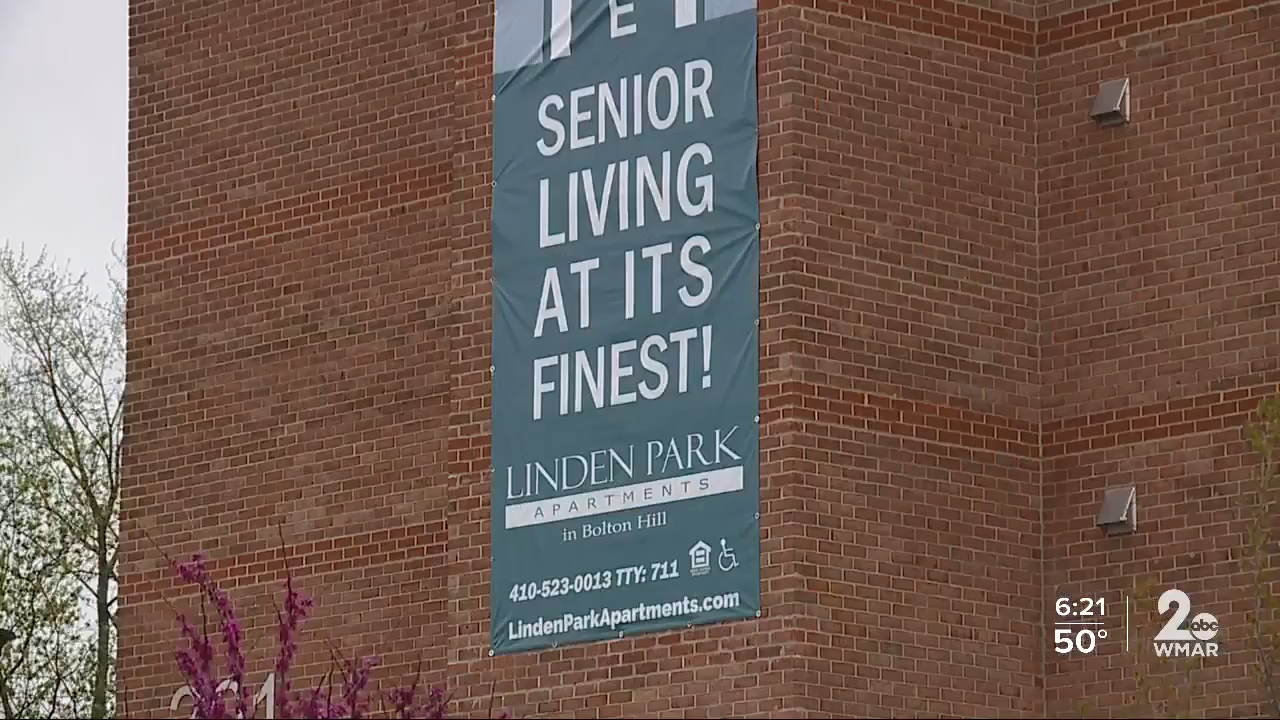 SENIOR
LIVING
AT ITS
FINEST!
LINDEN PARK
APARTMENTS
in Bolton Hill
410-523-0013 TTY: 711
LindenParkApartments.com
6:21
50°
2 abc
WMAR